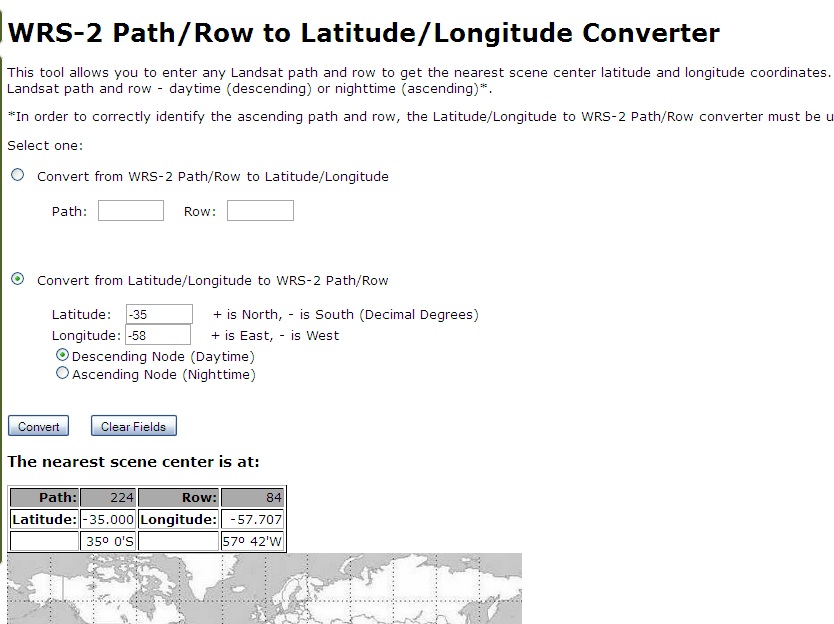 WRS-2 Path/Row to Latitude/Longitude Converter
This tool allows you to enter any Landsat path and row to get the nearest scene center latitude and longitude coordinates.
Landsat path and row - daytime (descending) or nighttime (ascending)*.
*In order to correctly identify the ascending path and row, the Latitude/Longitude to WRS-2 Path/Row converter must be u
Select one:
Convert from WRS-2 Path/Row to Latitude/Longitude
Path: Row:
Convert from Latitude/Longitude to WRS-2 Path/Row
Latitude: -35 + is North, - is South (Decimal Degrees)
Longitude: -58 + is East, - is West
Descending Node (Daytime)
Ascending Node (Nighttime)
Convert Clear Fields
The nearest scene center is at:
Path: 224 Row: 84
Latitude: -35.000 Longitude: -57.707
35º 0'S 57º 42'W